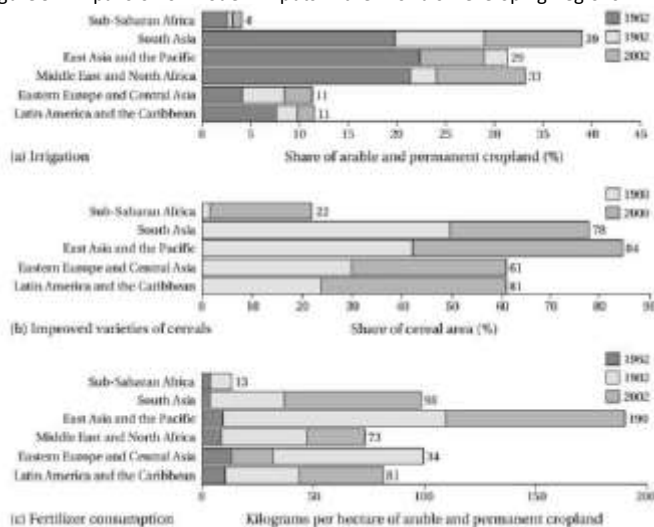 Sub-Saharan Africa 4 1962
South Asia 39 1982
East Asia and the Pacific 29 2002
Middle East and North Africa 33
Eastern Europe and Central Asia 11
Latin America and the Caribbean 11
0 5 10 15 20 25 30 35 40 45
(a) Irrigation Share of arable and permanent cropland (%)
1980
Sub-Saharan Africa 22 2000
South Asia 78
East Asia and the Pacific 84
Eastern Europe and Central Asia 61
Latin America and the Caribbean
0 10 20 30 40 50 60 70 80 90
(b) Improved varieties of cereals Share of cereal area (%)
1962
Sub-Saharan Africa 13 1982
South Asia 98 2002
East Asia and the Pacific 190
Middle East and North Africa 73
Eastern Europe and Central Asia 34
Latin America and the Caribbean 81
0 50 100 150 200
(c) Fertilizer consumption Kilograms per hectare of arable and permanent cropland